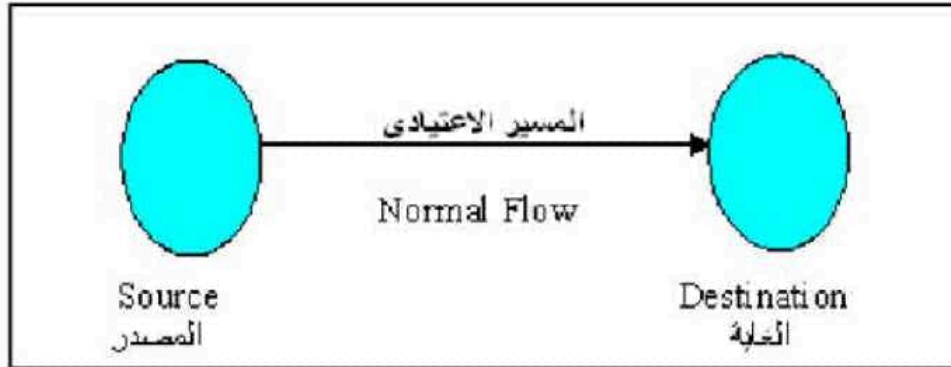 المسير الاعتيادى
Normal Flow
Source
المصدر
Destination
الغاية